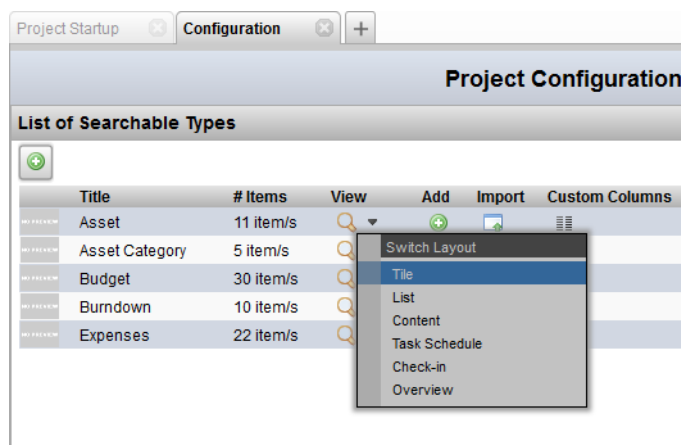 Project Startup
Configuration
Project Configuration
List of Searchable Types
Title # Items View Add Import Custom Columns
Asset 11 item/s
Switch Layout
Asset Category 5 item/s
Tile
Budget 30 item/s
List
Burndown 10 item/s
Content
Expenses 22 item/s
Task Schedule
Check-in
Overview